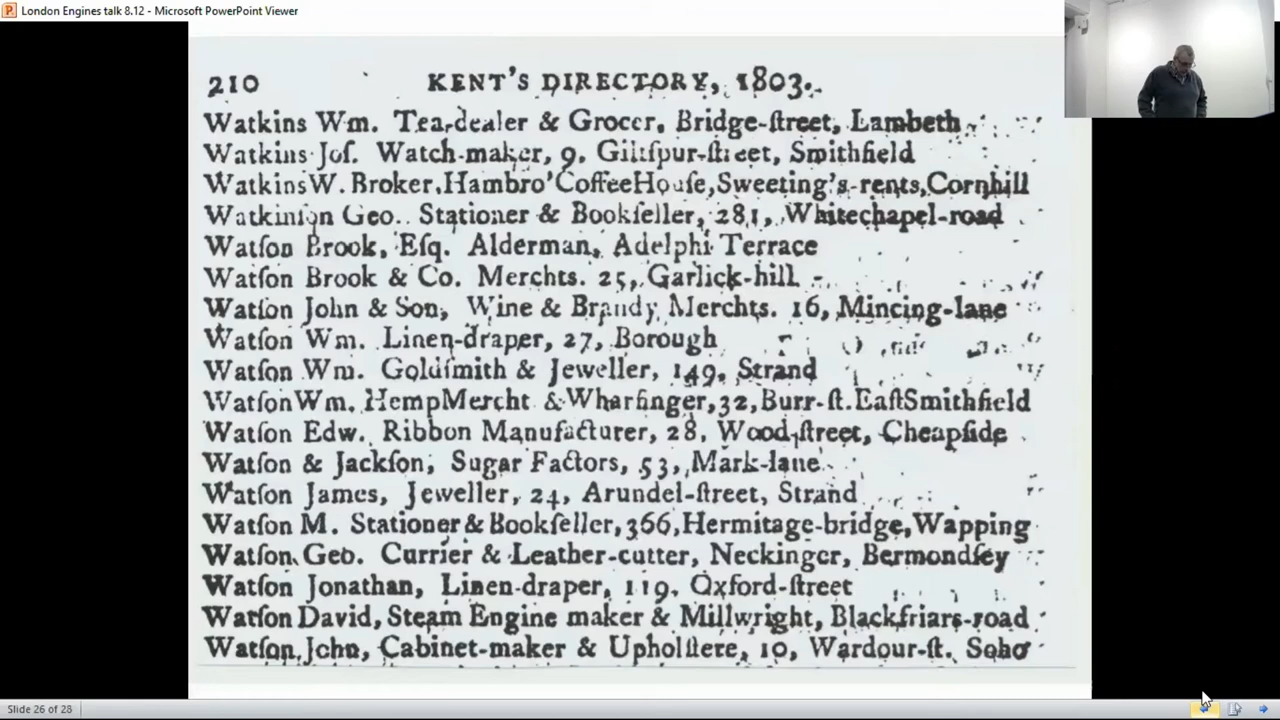 London Engines talk 8.12 - Microsoft PowerPoint Viewer
210 KENT'S DIRECTORY, 1803.
Watkins Wm. Tea-dealer & Grocer, Bridge-ſtreet, Lambeth
Watkins Joſ. Watch-maker, 9, Giltſpur-ſtreet, Smithfield
Watkins W. Broker, Hambro' Coffee Houſe, Sweeting's-rents, Cornhill
Watkinſon Geo. Stationer & Bookſeller, 281, Whitechapel-road
Watſon Brook, Eſq. Alderman, Adelphi Terrace
Watſon Brook & Co. Merchts. 25, Garlick-hill
Watſon John & Son, Wine & Brandy Merchts. 16, Mincing-lane
Watſon Wm. Linen-draper, 27, Borough
Watſon Wm. Goldſmith & Jeweller, 149, Strand
Watſon Wm. Hemp Mercht & Wharfinger, 32, Burr-ſt. Eaſt Smithfield
Watſon Edw. Ribbon Manufacturer, 28, Wood-ſtreet, Cheapſide
Watſon & Jackſon, Sugar Factors, 53, Mark-lane
Watſon James, Jeweller, 24, Arundel-ſtreet, Strand
Watſon M. Stationer & Bookſeller, 366, Hermitage-bridge, Wapping
Watſon Geo. Currier & Leather-cutter, Neckinger, Bermondſey
Watſon Jonathan, Linen-draper, 119, Oxford-ſtreet
Watſon David, Steam Engine maker & Millwright, Blackfriars-road
Watſon John, Cabinet-maker & Upholſtere, 10, Wardour-ſt. Soho
Slide 26 of 28